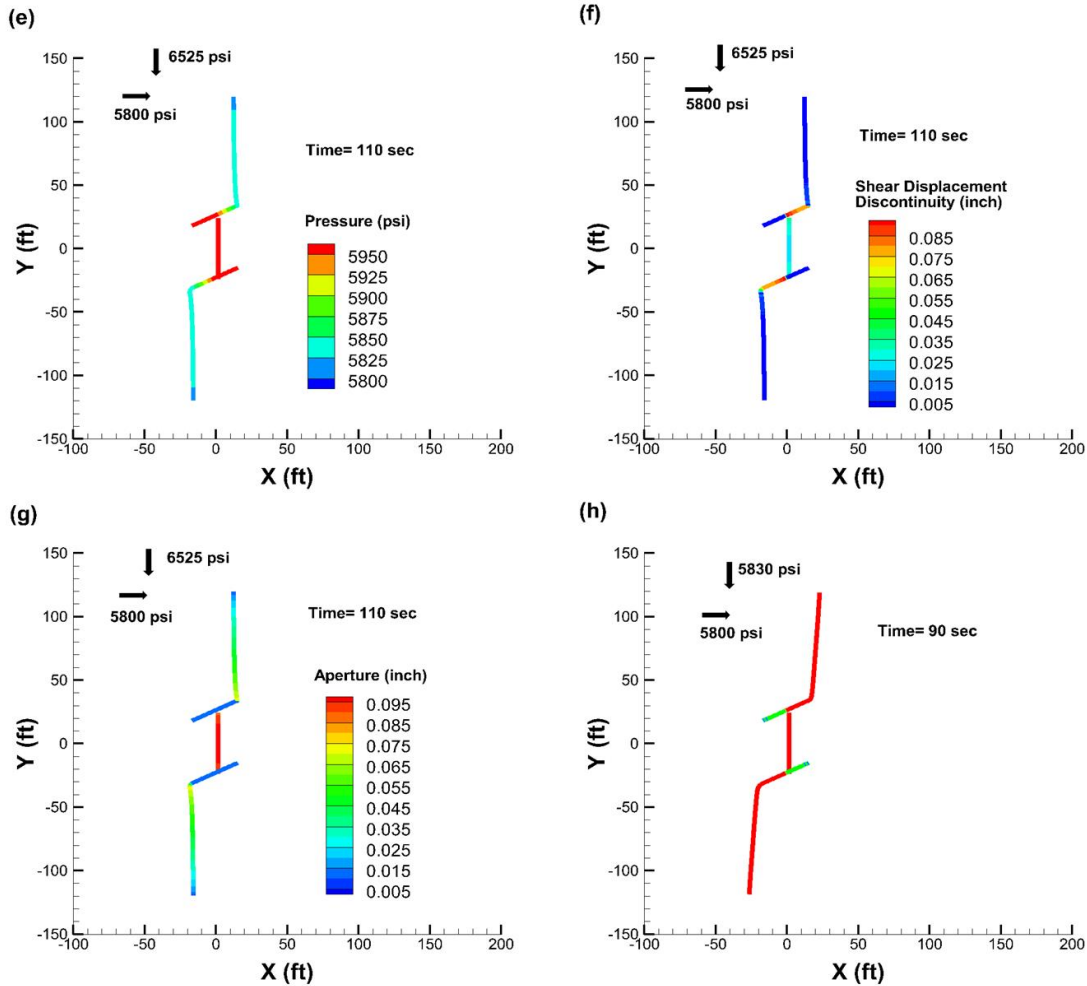 (e)
150
100
50
0
-50
-100
-150
-100
-50
0
50
100
150
200
Y (ft)
X (ft)
6525 psi
5800 psi
Time= 110 sec
Pressure (psi)
5950
5925
5900
5875
5850
5825
5800
(f)
150
100
50
0
-50
-100
-150
-100
-50
0
50
100
150
200
Y (ft)
X (ft)
6525 psi
5800 psi
Time= 110 sec
Shear Displacement
Discontinuity (inch)
0.085
0.075
0.065
0.055
0.045
0.035
0.025
0.015
0.005
(g)
150
100
50
0
-50
-100
-150
-100
-50
0
50
100
150
200
Y (ft)
X (ft)
6525 psi
5800 psi
Time= 110 sec
Aperture (inch)
0.095
0.085
0.075
0.065
0.055
0.045
0.035
0.025
0.015
0.005
(h)
150
100
50
0
-50
-100
-150
-100
-50
0
50
100
150
200
Y (ft)
X (ft)
5830 psi
5800 psi
Time= 90 sec